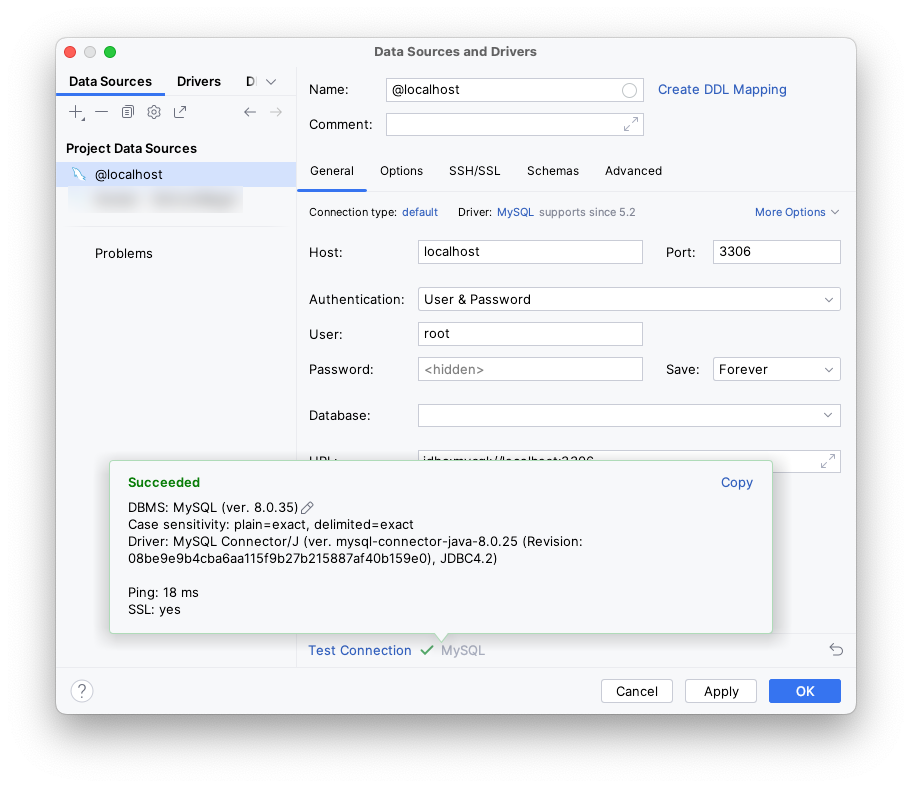 Data Sources and Drivers
Data Sources Drivers
Name: @localhost Create DDL Mapping
Comment:
Project Data Sources
@localhost
General Options SSH/SSL Schemas Advanced
Connection type: default Driver: MySQL supports since 5.2 More Options
Problems
Host: localhost Port: 3306
Authentication: User & Password
User: root
Password: <hidden> Save: Forever
Database:
URL: jdbc:mysql://localhost:3306
Succeeded Copy
DBMS: MySQL (ver. 8.0.35)
Case sensitivity: plain=exact, delimited=exact
Driver: MySQL Connector/J (ver. mysql-connector-java-8.0.25 (Revision:
08be9e9b4cba6aa115f9b27b215887af40b159e0), JDBC4.2)
Ping: 18 ms
SSL: yes
Test Connection MySQL
? Cancel Apply OK